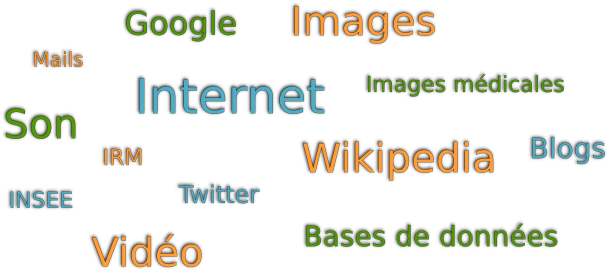 Google
Images
Mails
Internet
Images médicales
Son
IRM
Wikipedia
Blogs
INSEE
Twitter
Vidéo
Bases de données